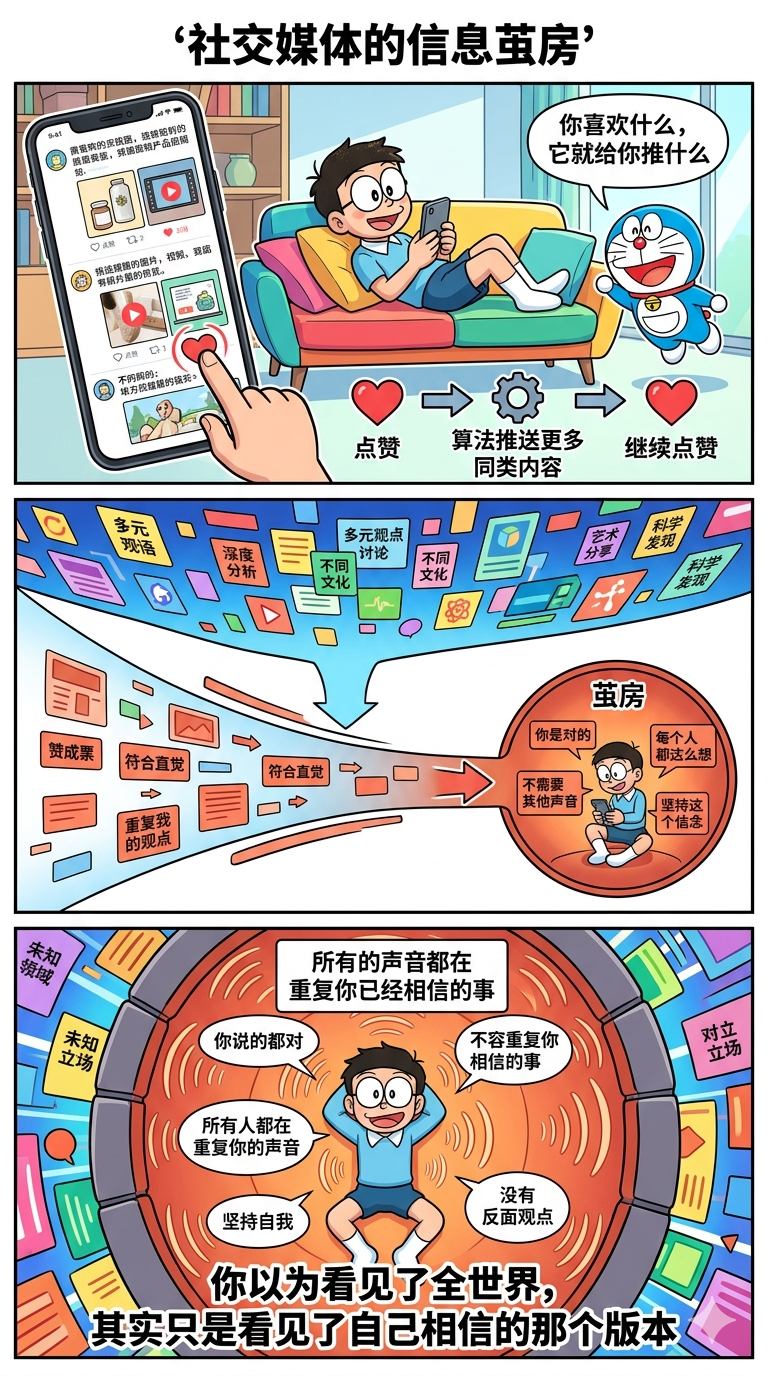 ‘社交媒体的信息茧房’
你喜欢什么，
它就给你推什么
点赞
算法推送更多
同类内容
继续点赞
多元
深度
分析
多元观点
讨论
不同
文化
不同
文化
艺术
分享
科学
发现
科学
发现
赞成票
符合直觉
重复我
的观点
符合直觉
茧房
你是对的
每个人
都这么想
不需要
其他声音
坚持这
个信念
未知
领域
未知
立场
对立
立场
所有的声音都在
重复你已经相信的事
你说的都对
不容重复你
相信的事
所有人都在
重复你的声音
坚持自我
没有
反面观点
你以为看见了全世界，
其实只是看见了自己相信的那个版本